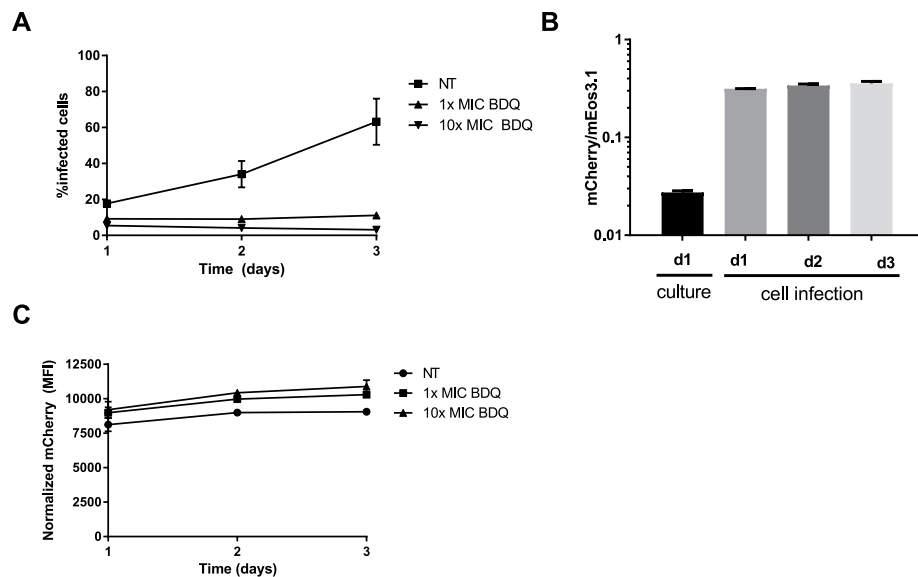 A
100
80
60
40
20
0
%infected cells
1
2
3
Time (days)
NT
1x MIC BDQ
10x MIC BDQ
B
1
0.1
0.01
mCherry/mEos3.1
d1
d1
d2
d3
culture
cell infection
C
12500
10000
7500
5000
2500
0
Normalized mCherry (MFI)
1
2
3
Time (days)
NT
1x MIC BDQ
10x MIC BDQ